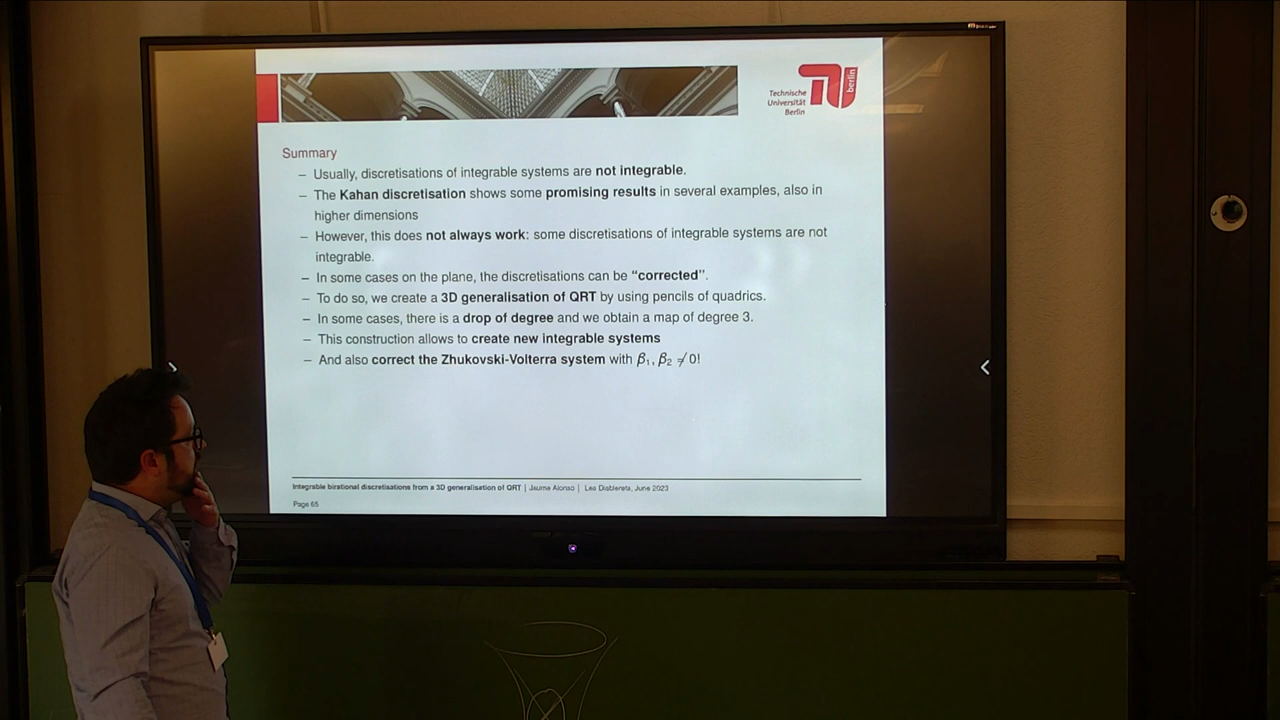 Technische
Universität
Berlin
berlin
Summary
– Usually, discretisations of integrable systems are not integrable.
– The Kahan discretisation shows some promising results in several examples, also in
higher dimensions
– However, this does not always work: some discretisations of integrable systems are not
integrable.
– In some cases on the plane, the discretisations can be “corrected”.
– To do so, we create a 3D generalisation of QRT by using pencils of quadrics.
– In some cases, there is a drop of degree and we obtain a map of degree 3.
– This construction allows to create new integrable systems
– And also correct the Zhukovski-Volterra system with β₁, β₂ ≠ 0!
Integrable birational discretisations from a 3D generalisation of QRT | Jaume Alonso | Les Diablerets, June 2023
Page 65